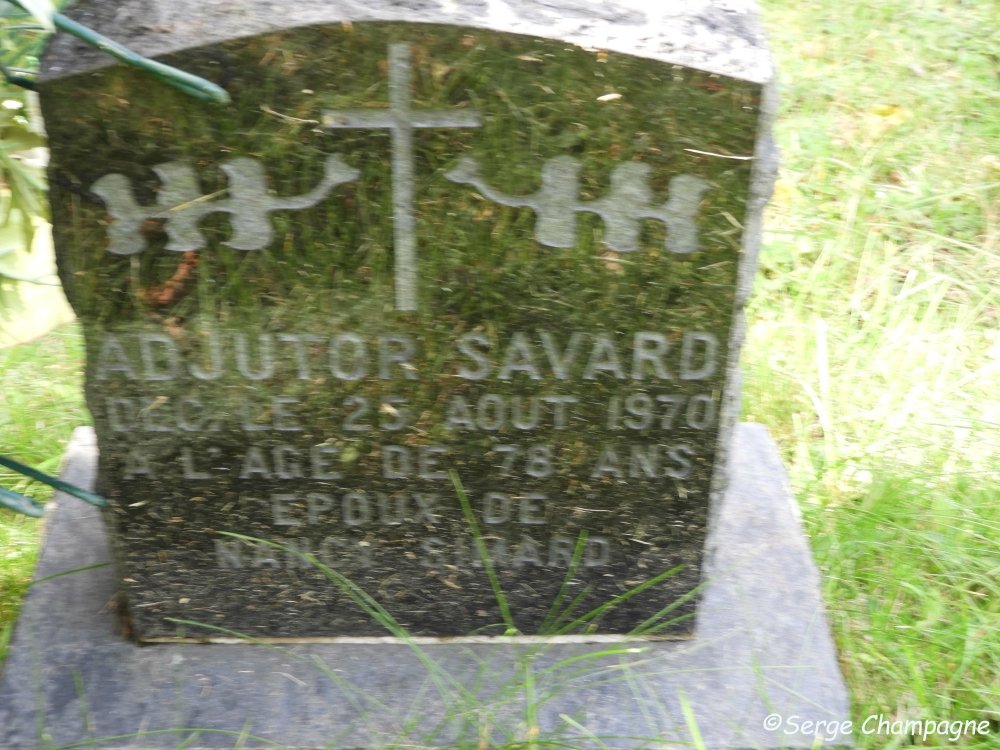 ADJUTOR SAVARD
DEC. LE 25 AOUT 1970
A L'AGE DE 78 ANS
EPOUX DE
NANCY SIMARD
©Serge Champagne